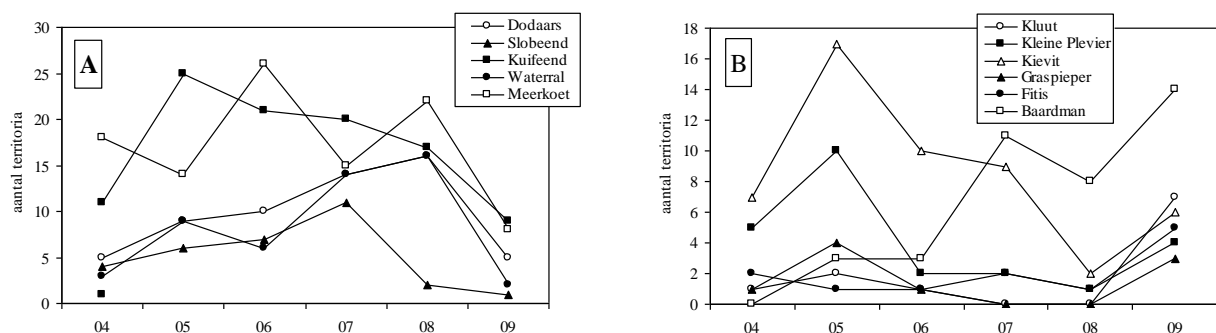 A
aantal territoria
30
25
20
15
10
5
0
04 05 06 07 08 09
Dodaars
Slobeend
Kuifeend
Waterral
Meerkoet
B
aantal territoria
18
16
14
12
10
8
6
4
2
0
04 05 06 07 08 09
Kluut
Kleine Plevier
Kievit
Graspieper
Fitis
Baardman